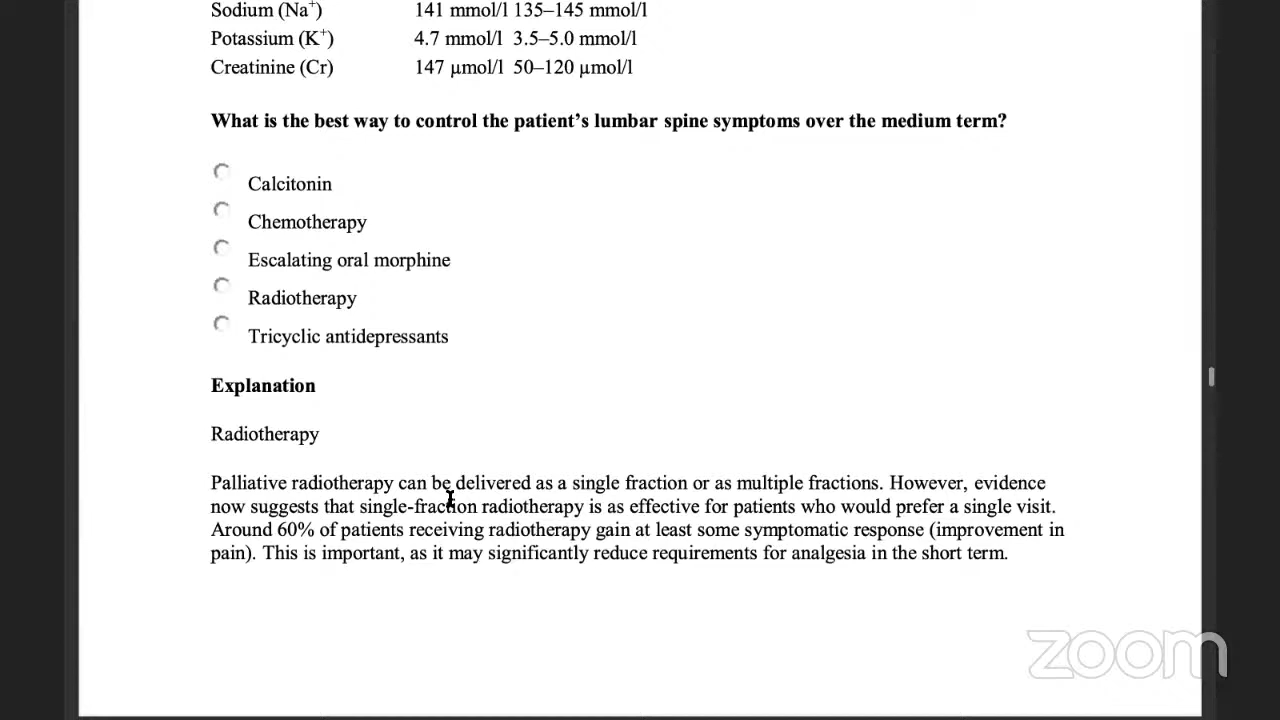 Sodium (Na⁺) 141 mmol/l 135–145 mmol/l
Potassium (K⁺) 4.7 mmol/l 3.5–5.0 mmol/l
Creatinine (Cr) 147 µmol/l 50–120 µmol/l
What is the best way to control the patient’s lumbar spine symptoms over the medium term?
Calcitonin
Chemotherapy
Escalating oral morphine
Radiotherapy
Tricyclic antidepressants
Explanation
Radiotherapy
Palliative radiotherapy can be delivered as a single fraction or as multiple fractions. However, evidence
now suggests that single-fraction radiotherapy is as effective for patients who would prefer a single visit.
Around 60% of patients receiving radiotherapy gain at least some symptomatic response (improvement in
pain). This is important, as it may significantly reduce requirements for analgesia in the short term.
zoom